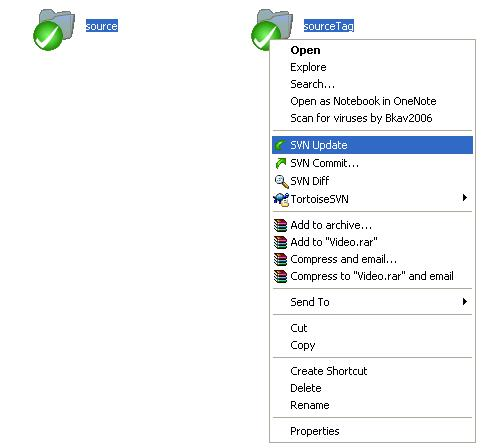 source
sourceTag
Open
Explore
Search...
Open as Notebook in OneNote
Scan for viruses by Bkav2006
SVN Update
SVN Commit...
SVN Diff
TortoiseSVN
Add to archive...
Add to "Video.rar"
Compress and email...
Compress to "Video.rar" and email
Send To
Cut
Copy
Create Shortcut
Delete
Rename
Properties